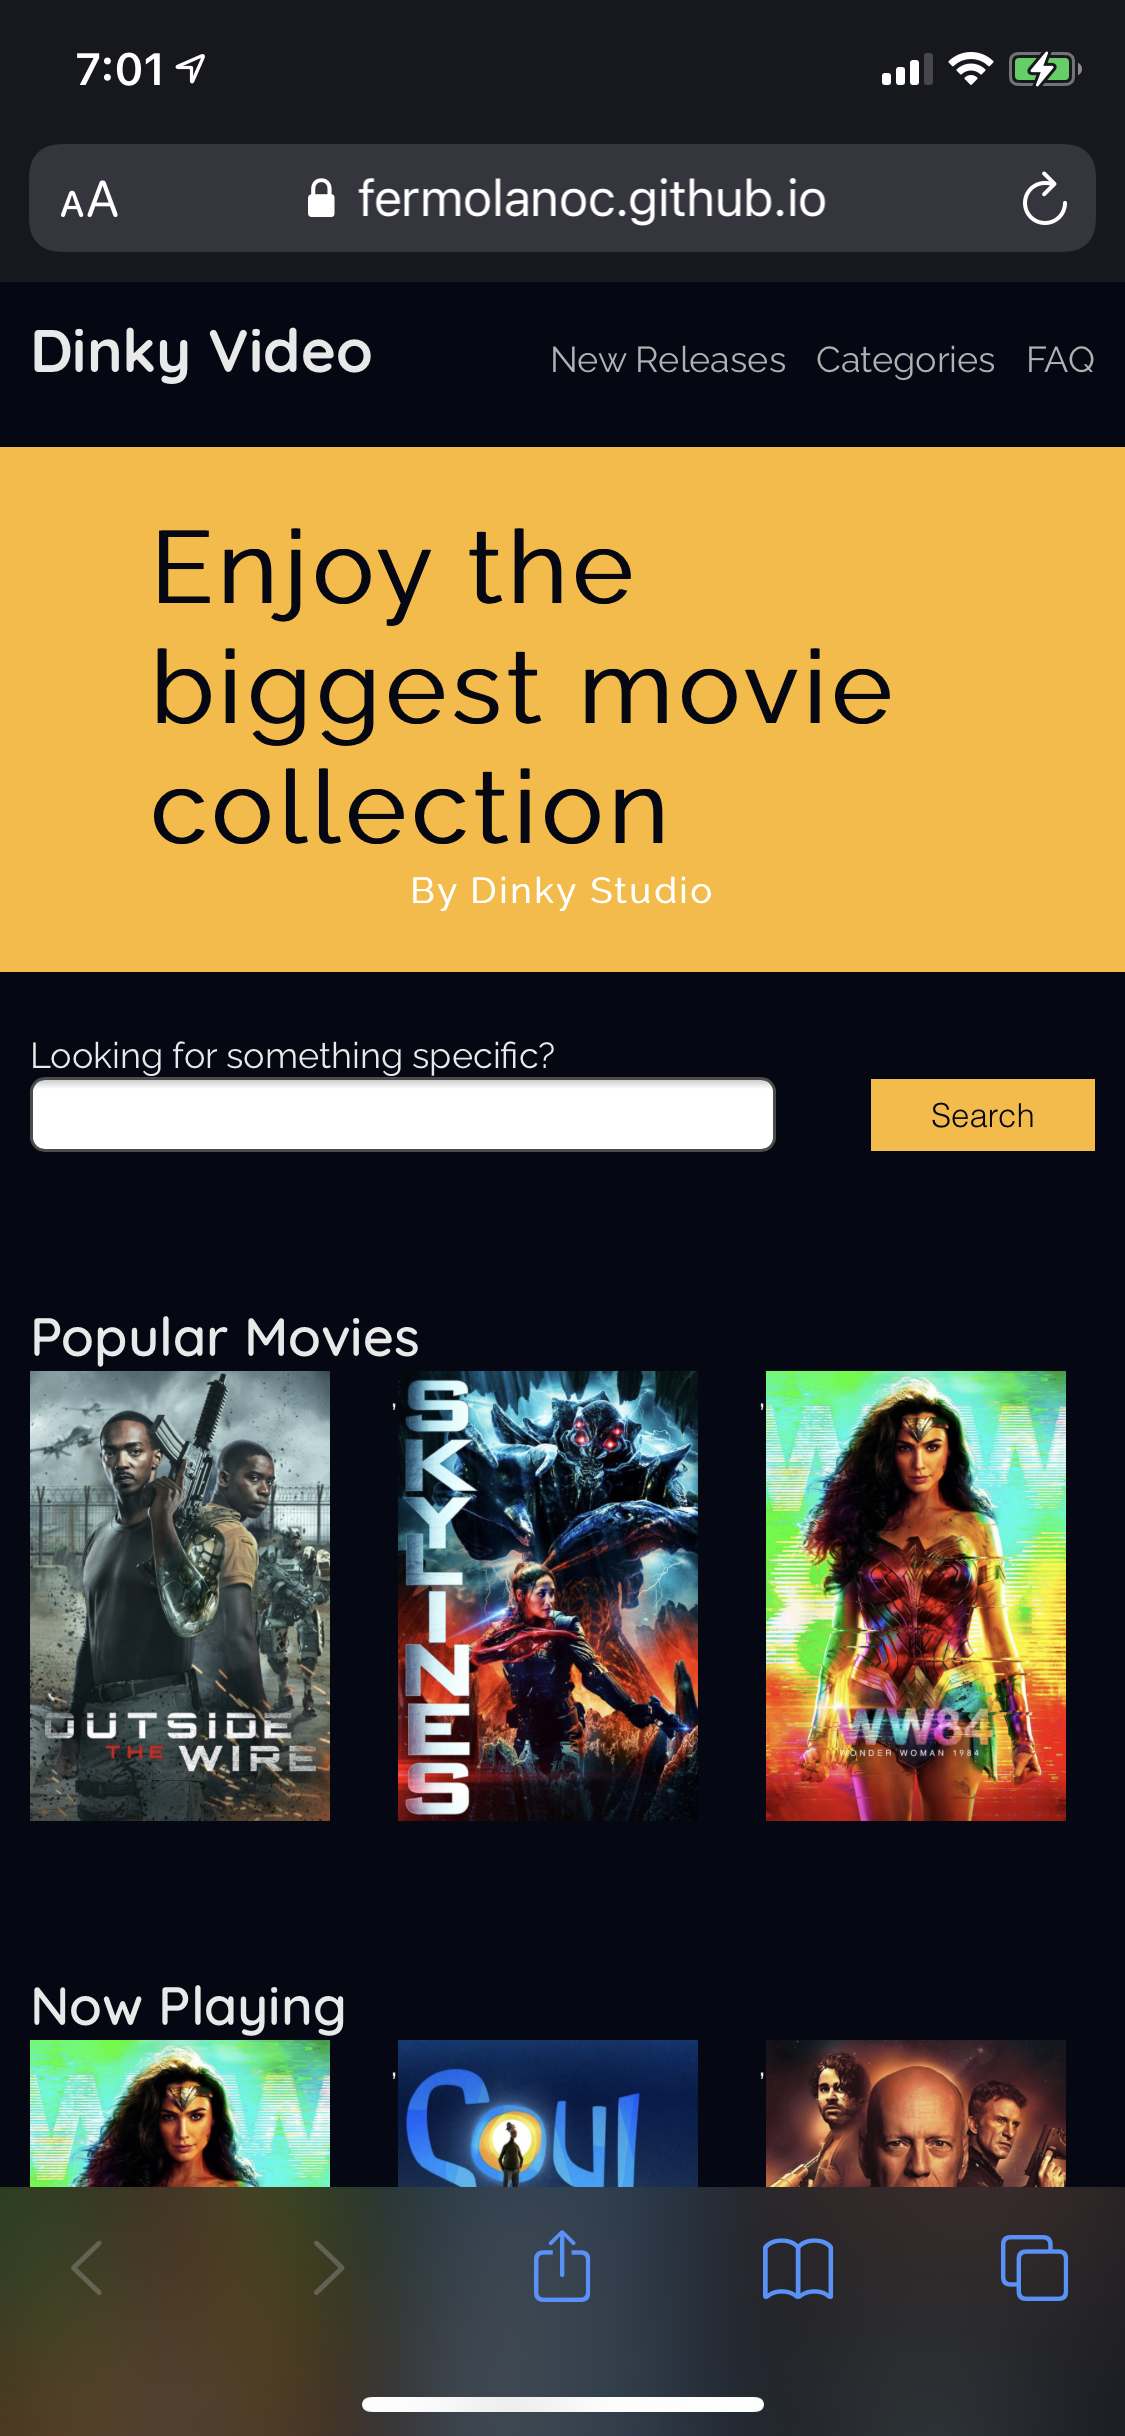 7:01
AA fermolanoc.github.io
Dinky Video
New Releases Categories FAQ
Enjoy the
biggest movie
collection
By Dinky Studio
Looking for something specific?
Search
Popular Movies
OUTSIDE
THE WIRE
,
SKYLINES
,
WW
WW84
WONDER WOMAN 1984
Now Playing
WW
,
Soul
,